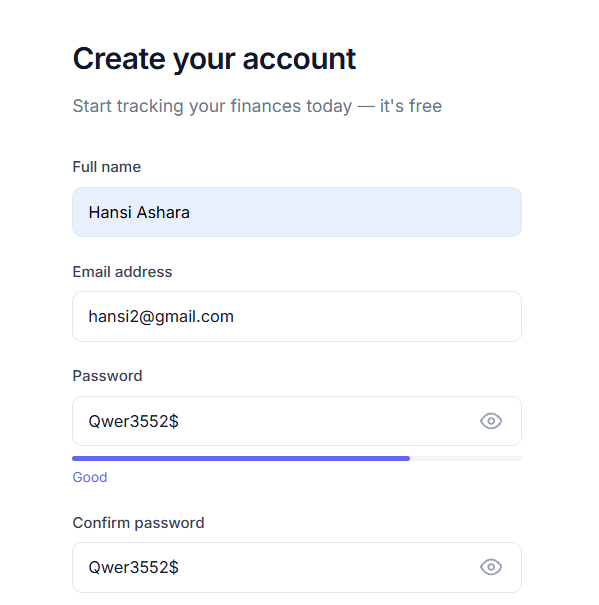 Create your account
Start tracking your finances today — it's free
Full name
Hansi Ashara
Email address
hansi2@gmail.com
Password
Qwer3552$
Good
Confirm password
Qwer3552$